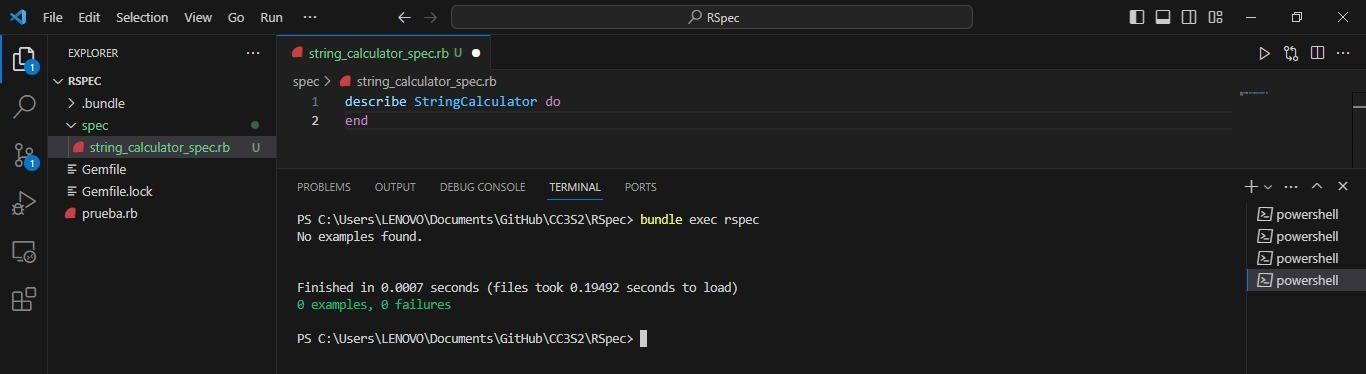 File Edit Selection View Go Run ··· RSpec
EXPLORER ···
RSPEC
.bundle
spec
string_calculator_spec.rb U
Gemfile
Gemfile.lock
prueba.rb
1
1
string_calculator_spec.rb U
spec > string_calculator_spec.rb
1 describe StringCalculator do
2 end
PROBLEMS OUTPUT DEBUG CONSOLE TERMINAL PORTS
PS C:\Users\LENOVO\Documents\GitHub\CC3S2\RSpec> bundle exec rspec
No examples found.
Finished in 0.0007 seconds (files took 0.19492 seconds to load)
0 examples, 0 failures
PS C:\Users\LENOVO\Documents\GitHub\CC3S2\RSpec>
powershell
powershell
powershell
powershell